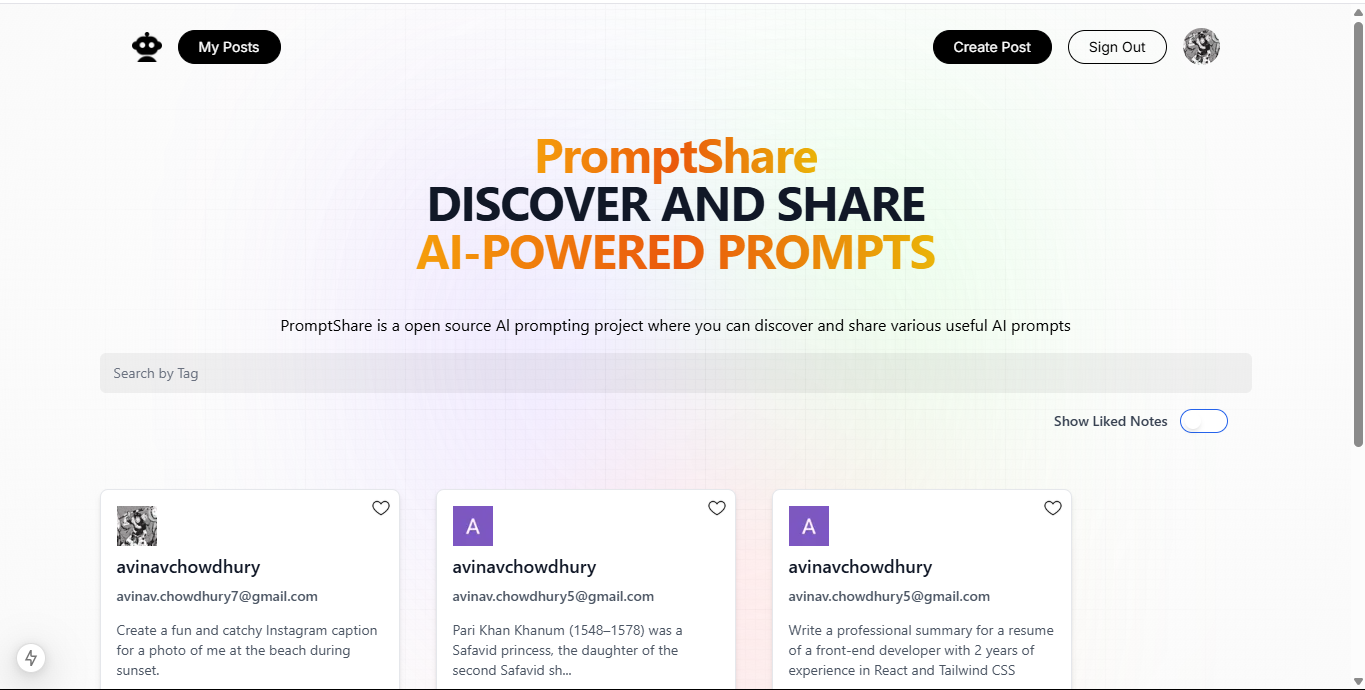 My Posts
Create Post
Sign Out
PromptShare
DISCOVER AND SHARE
AI-POWERED PROMPTS
PromptShare is a open source AI prompting project where you can discover and share various useful AI prompts
Search by Tag
Show Liked Notes
avinavchowdhury
avinav.chowdhury7@gmail.com
Create a fun and catchy Instagram caption
for a photo of me at the beach during
sunset.
A
avinavchowdhury
avinav.chowdhury5@gmail.com
Pari Khan Khanum (1548–1578) was a
Safavid princess, the daughter of the
second Safavid sh...
A
avinavchowdhury
avinav.chowdhury5@gmail.com
Write a professional summary for a resume
of a front-end developer with 2 years of
experience in React and Tailwind CSS